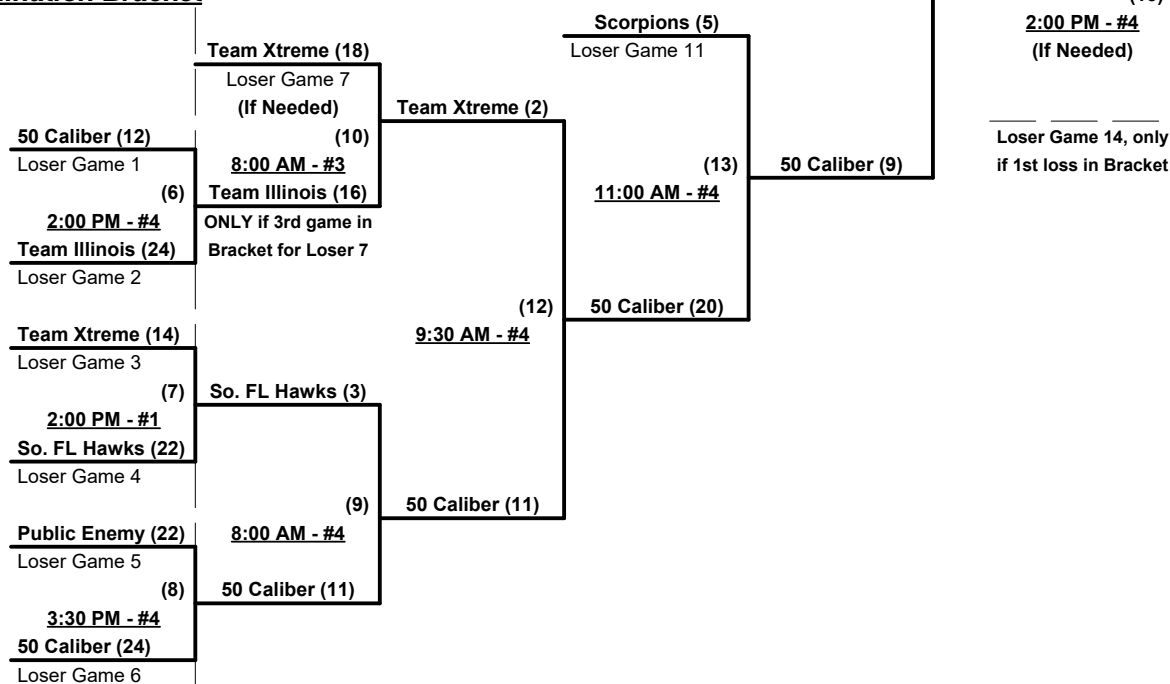 Scorpions (5)
2:00 PM - #4
Team Xtreme (18)
Loser Game 11
(If Needed)
Loser Game 7
(If Needed)
Team Xtreme (2)
50 Caliber (12)
(10)
Loser Game 14, only
Loser Game 1
8:00 AM - #3
(13)
50 Caliber (9)
if 1st loss in Bracket
(6)
Team Illinois (16)
11:00 AM - #4
2:00 PM - #4
ONLY if 3rd game in
Team Illinois (24)
Bracket for Loser 7
Loser Game 2
(12)
50 Caliber (20)
Team Xtreme (14)
9:30 AM - #4
Loser Game 3
(7)
So. FL Hawks (3)
2:00 PM - #1
So. FL Hawks (22)
Loser Game 4
(9)
50 Caliber (11)
Public Enemy (22)
8:00 AM - #4
Loser Game 5
(8)
50 Caliber (11)
3:30 PM - #4
50 Caliber (24)
Loser Game 6